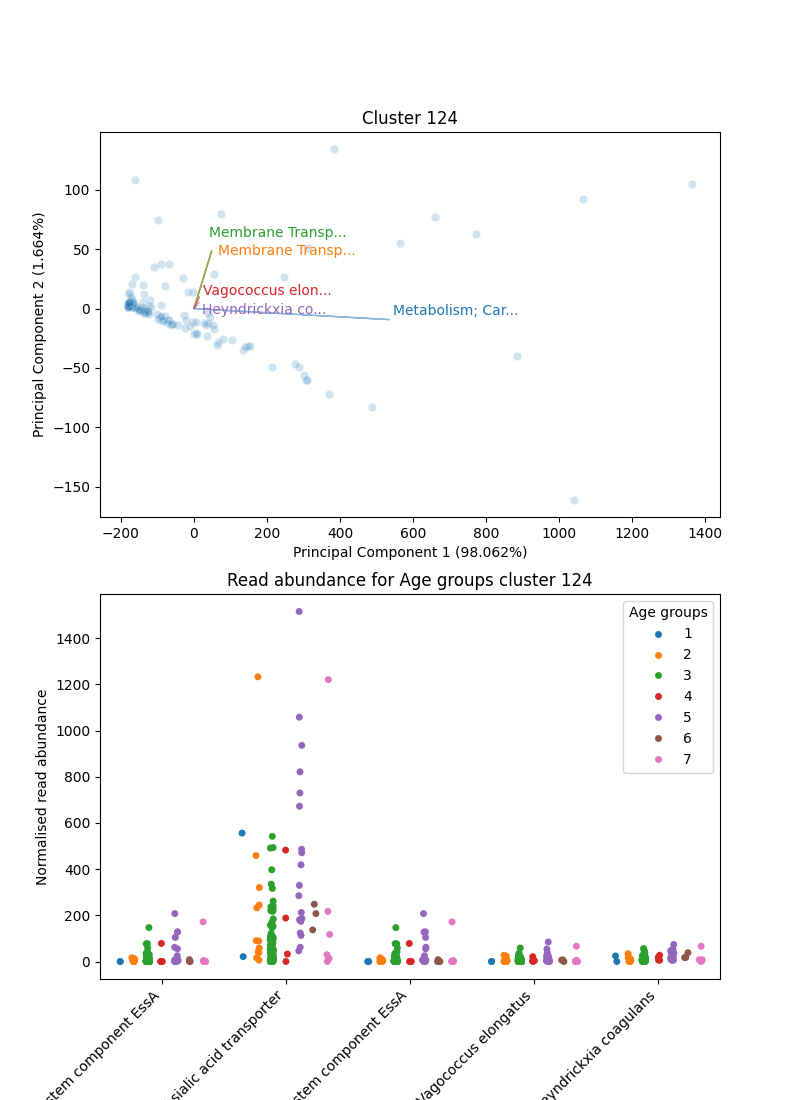 Cluster 124
Principal Component 2 (1.664%)
100
50
0
−50
−100
−150
Membrane Transp...
Membrane Transp...
Vagococcus elon...
Heyndrickxia co...
Metabolism; Car...
−200
0
200
400
600
800
1000
1200
1400
Principal Component 1 (98.062%)
Read abundance for Age groups cluster 124
Normalised read abundance
1400
1200
1000
800
600
400
200
0
Age groups
1
2
3
4
5
6
7
component EssA
sialic acid transporter
component EssA
Vagococcus elongatus
coagulans